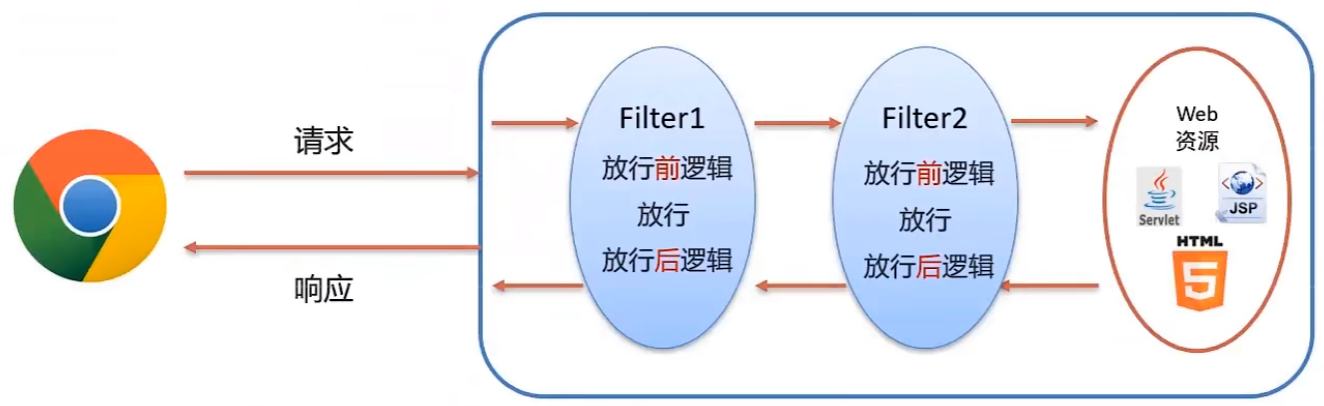 请求
响应
Filter1
放行前逻辑
放行
放行后逻辑
Filter2
放行前逻辑
放行
放行后逻辑
Web
资源
Servlet
JSP
HTML
5